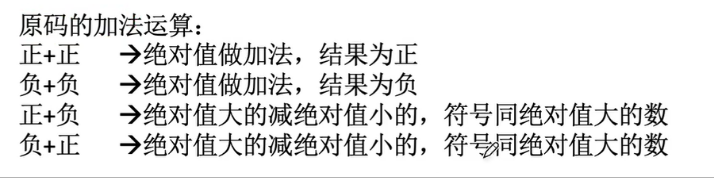 原码的加法运算：
正+正 →绝对值做加法，结果为正
负+负 →绝对值做加法，结果为负
正+负 →绝对值大的减绝对值小的，符号同绝对值大的数
负+正 →绝对值大的减绝对值小的，符号同绝对值大的数